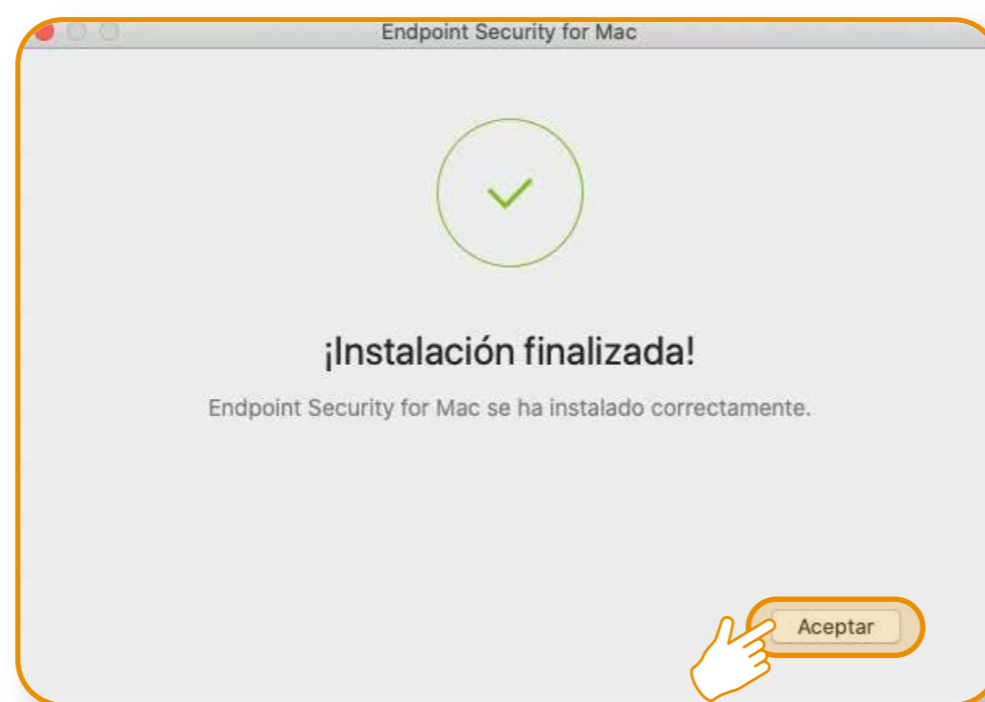 Endpoint Security for Mac
¡Instalación finalizada!
Endpoint Security for Mac se ha instalado correctamente.
Aceptar